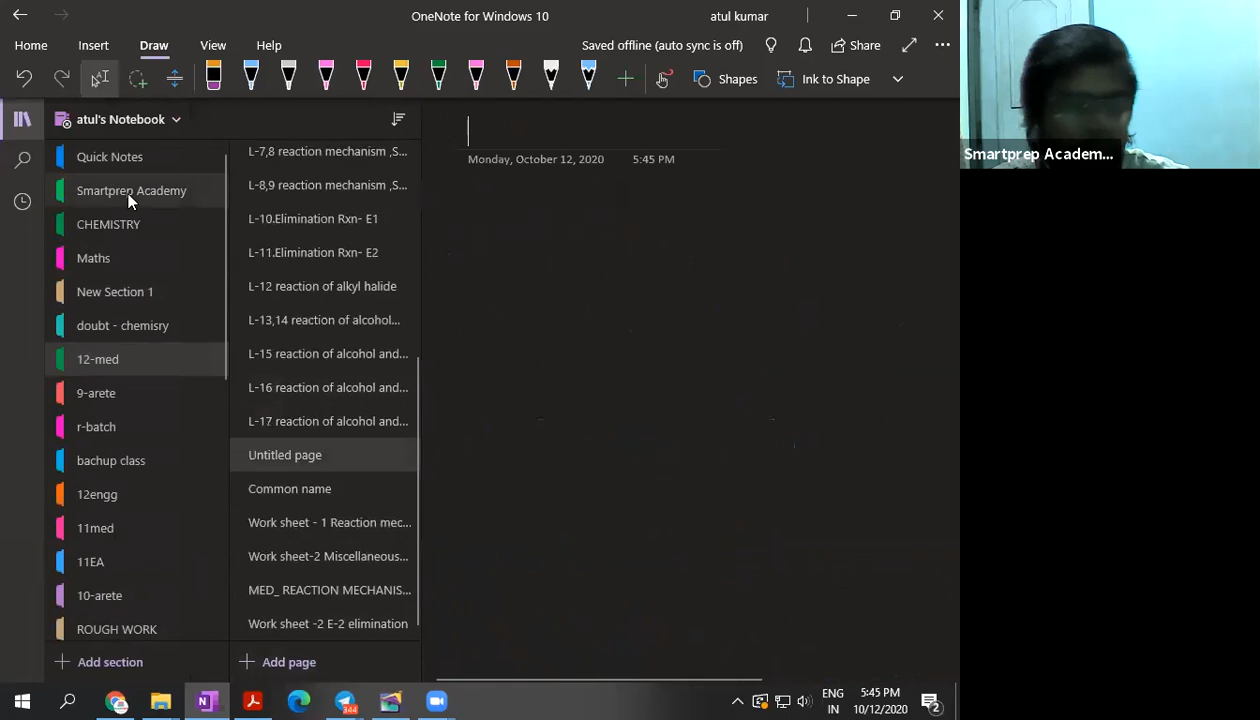 OneNote for Windows 10
atul kumar
Home
Insert
Draw
View
Help
Saved offline (auto sync is off)
Share
Shapes
Ink to Shape
atul's Notebook
Quick Notes
Smartprep Academy
CHEMISTRY
Maths
New Section 1
doubt - chemisry
12-med
9-arete
r-batch
bachup class
12engg
11med
11EA
10-arete
ROUGH WORK
Add section
L-7,8 reaction mechanism ,S...
L-8,9 reaction mechanism ,S...
L-10.Elimination Rxn- E1
L-11.Elimination Rxn- E2
L-12 reaction of alkyl halide
L-13,14 reaction of alcohol...
L-15 reaction of alcohol and...
L-16 reaction of alcohol and...
L-17 reaction of alcohol and...
Untitled page
Common name
Work sheet - 1 Reaction mec...
Work sheet-2 Miscellaneous...
MED_ REACTION MECHANIS...
Work sheet -2 E-2 elimination
Add page
Monday, October 12, 2020 5:45 PM
Smartprep Academ...
344
ENG
IN
5:45 PM
10/12/2020
2